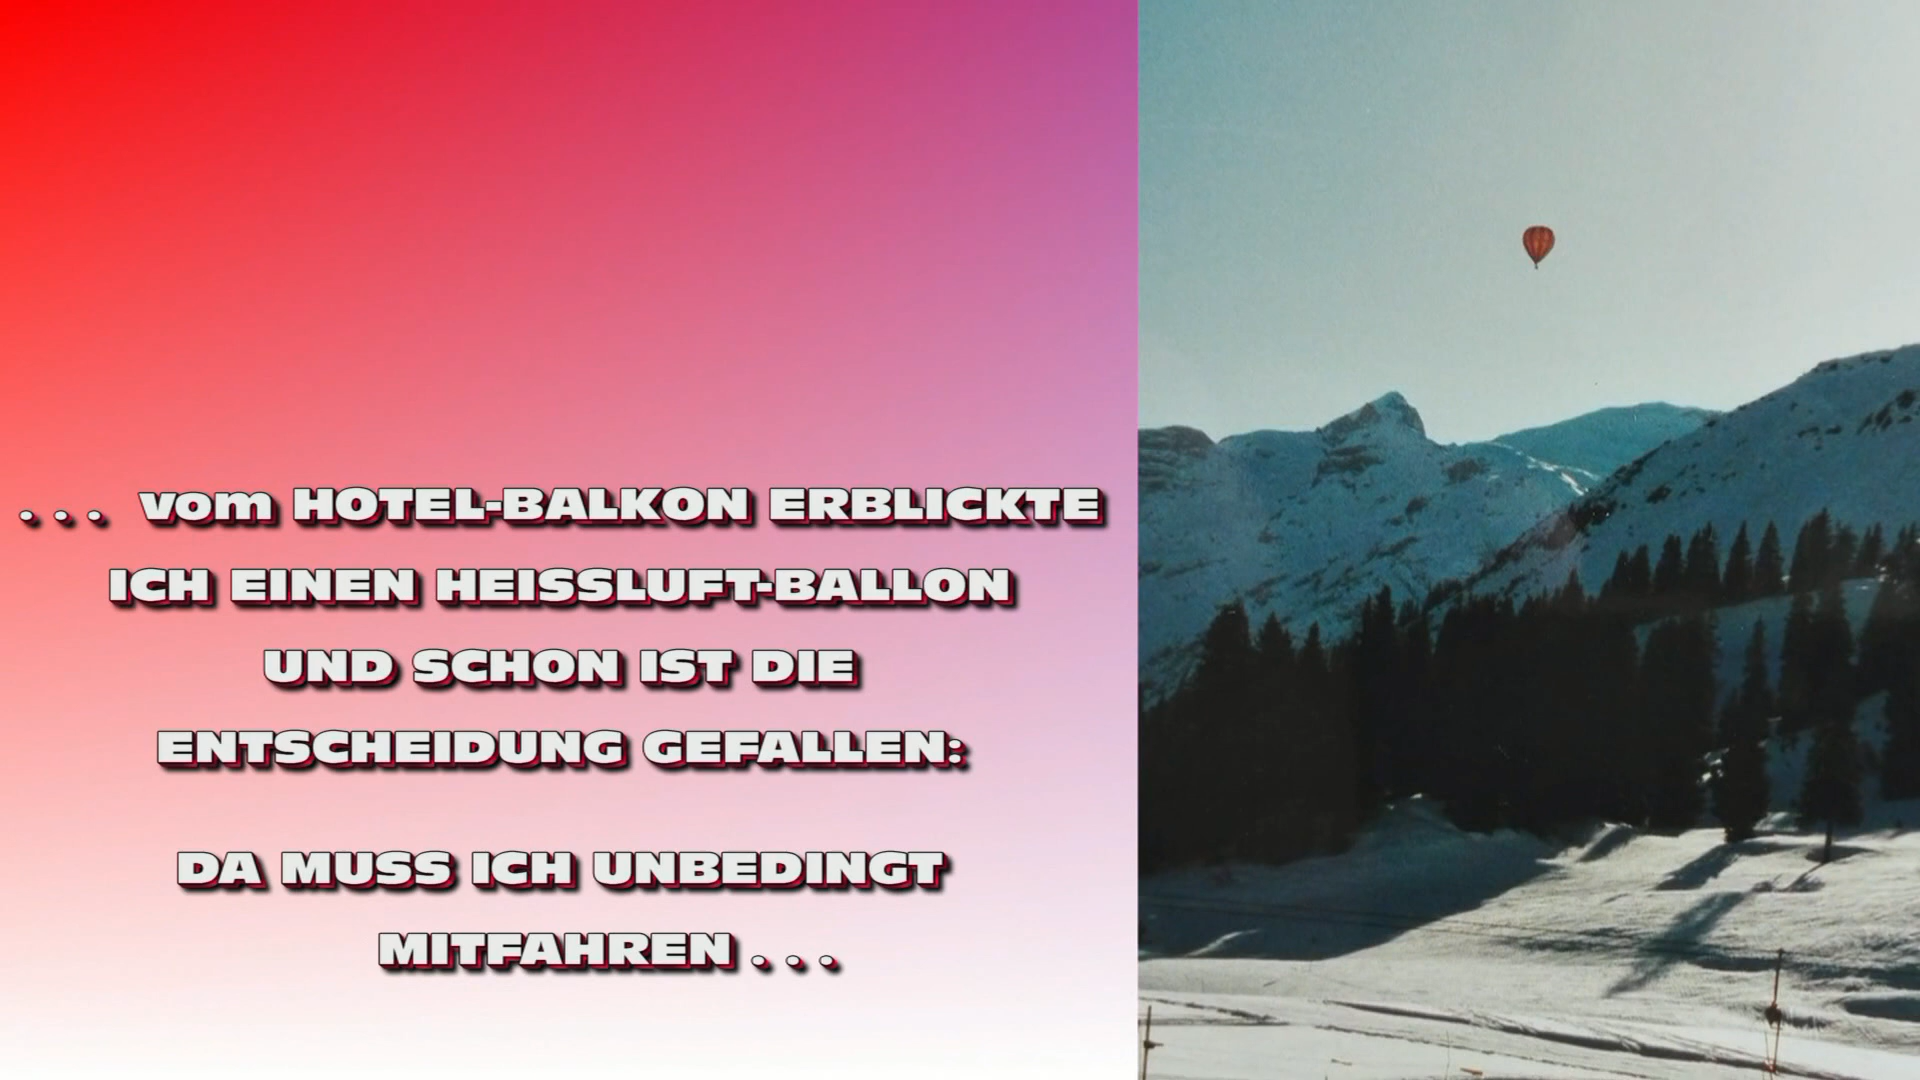 . . . vom HOTEL-BALKON ERBLICKTE
ICH EINEN HEISSLUFT-BALLON
UND SCHON IST DIE
ENTSCHEIDUNG GEFALLEN:
DA MUSS ICH UNBEDINGT
MITFAHREN . . .